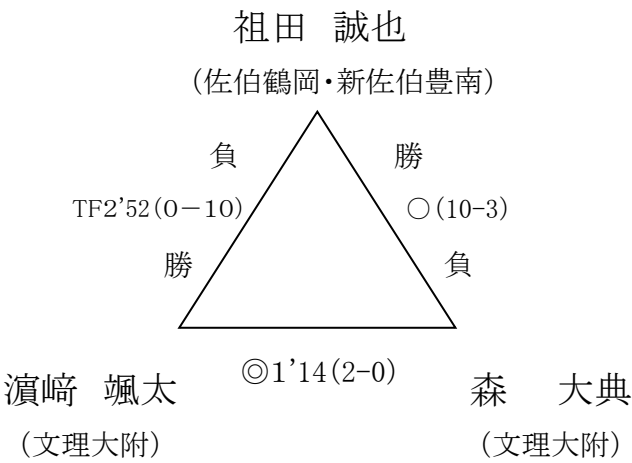 祖田 誠也
(佐伯鶴岡・新佐伯豊南)
負 勝
TF2'52(0-10) ○(10-3)
勝 負
◎1'14(2-0)
濵﨑 颯太 森 大典
(文理大附) (文理大附)